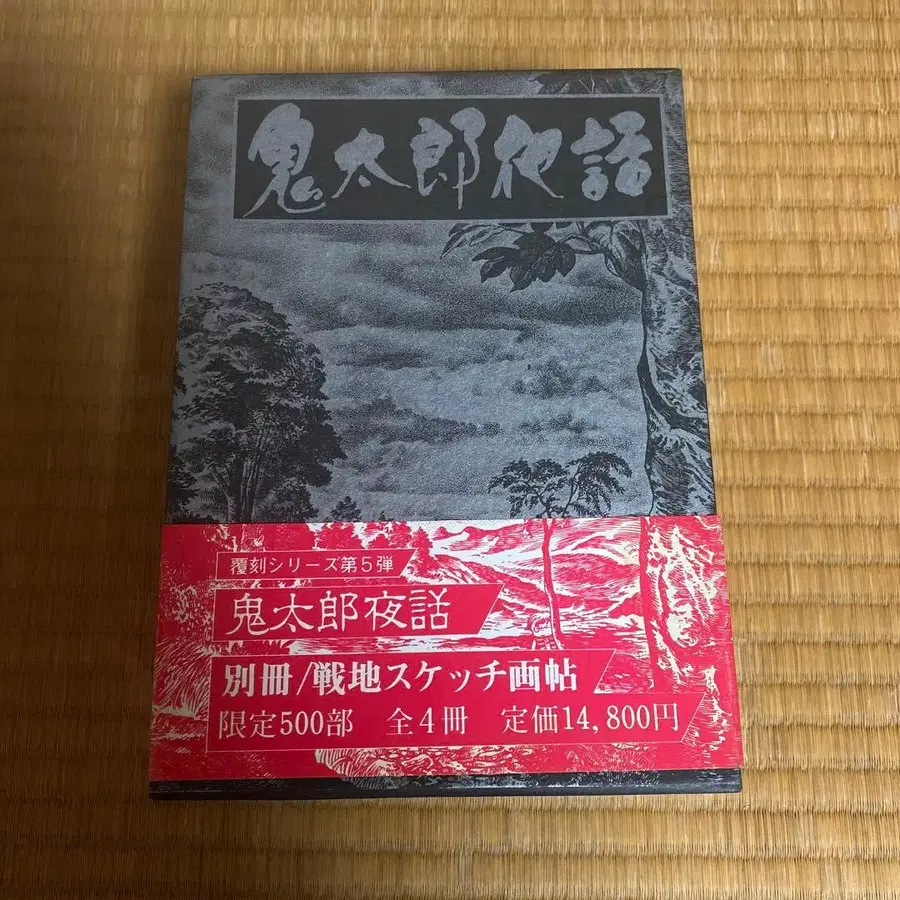 鬼太郎夜話
覆刻シリーズ第5弾
鬼太郎夜話
別冊/戦地スケッチ画帖
限定500部 全4冊 定価14,800円